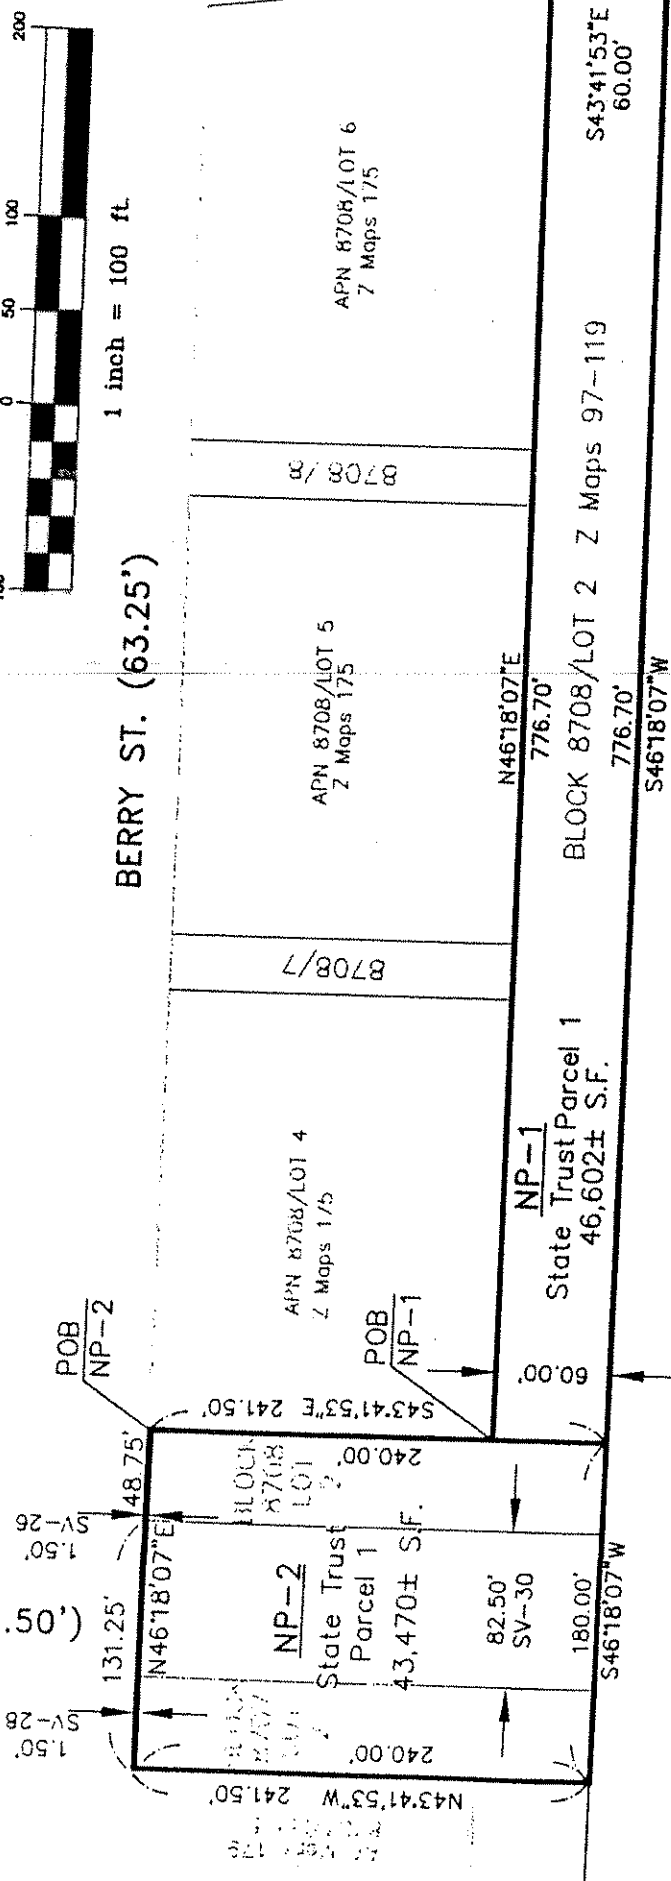 200
100
50
0
1 inch = 100 ft.
BERRY ST. (63.25')
APN 8708/LOT 6
Z Maps 175
8708/8
APN 8708/LOT 5
Z Maps 175
8708/7
APN 8708/LOT 4
Z Maps 175
S43°41'53"E
60.00'
N46°18'07"E
776.70'
BLOCK 8708/LOT 2 Z Maps 97-119
776.70'
S46°18'07"W
NP-1
State Trust Parcel 1
46,602± S.F.
60.00'
POB
NP-1
POB
NP-2
S43°41'53"E 241.50'
240.00'
BLOCK
8708
LOT
2
48.75'
SV-26
1.50'
131.25'
N46°18'07"E
SV-28
1.50'
NP-2
State Trust
Parcel 1
43,470± S.F.
82.50'
SV-30
180.00'
S46°18'07"W
240.00'
N43°41'53"W 241.50'